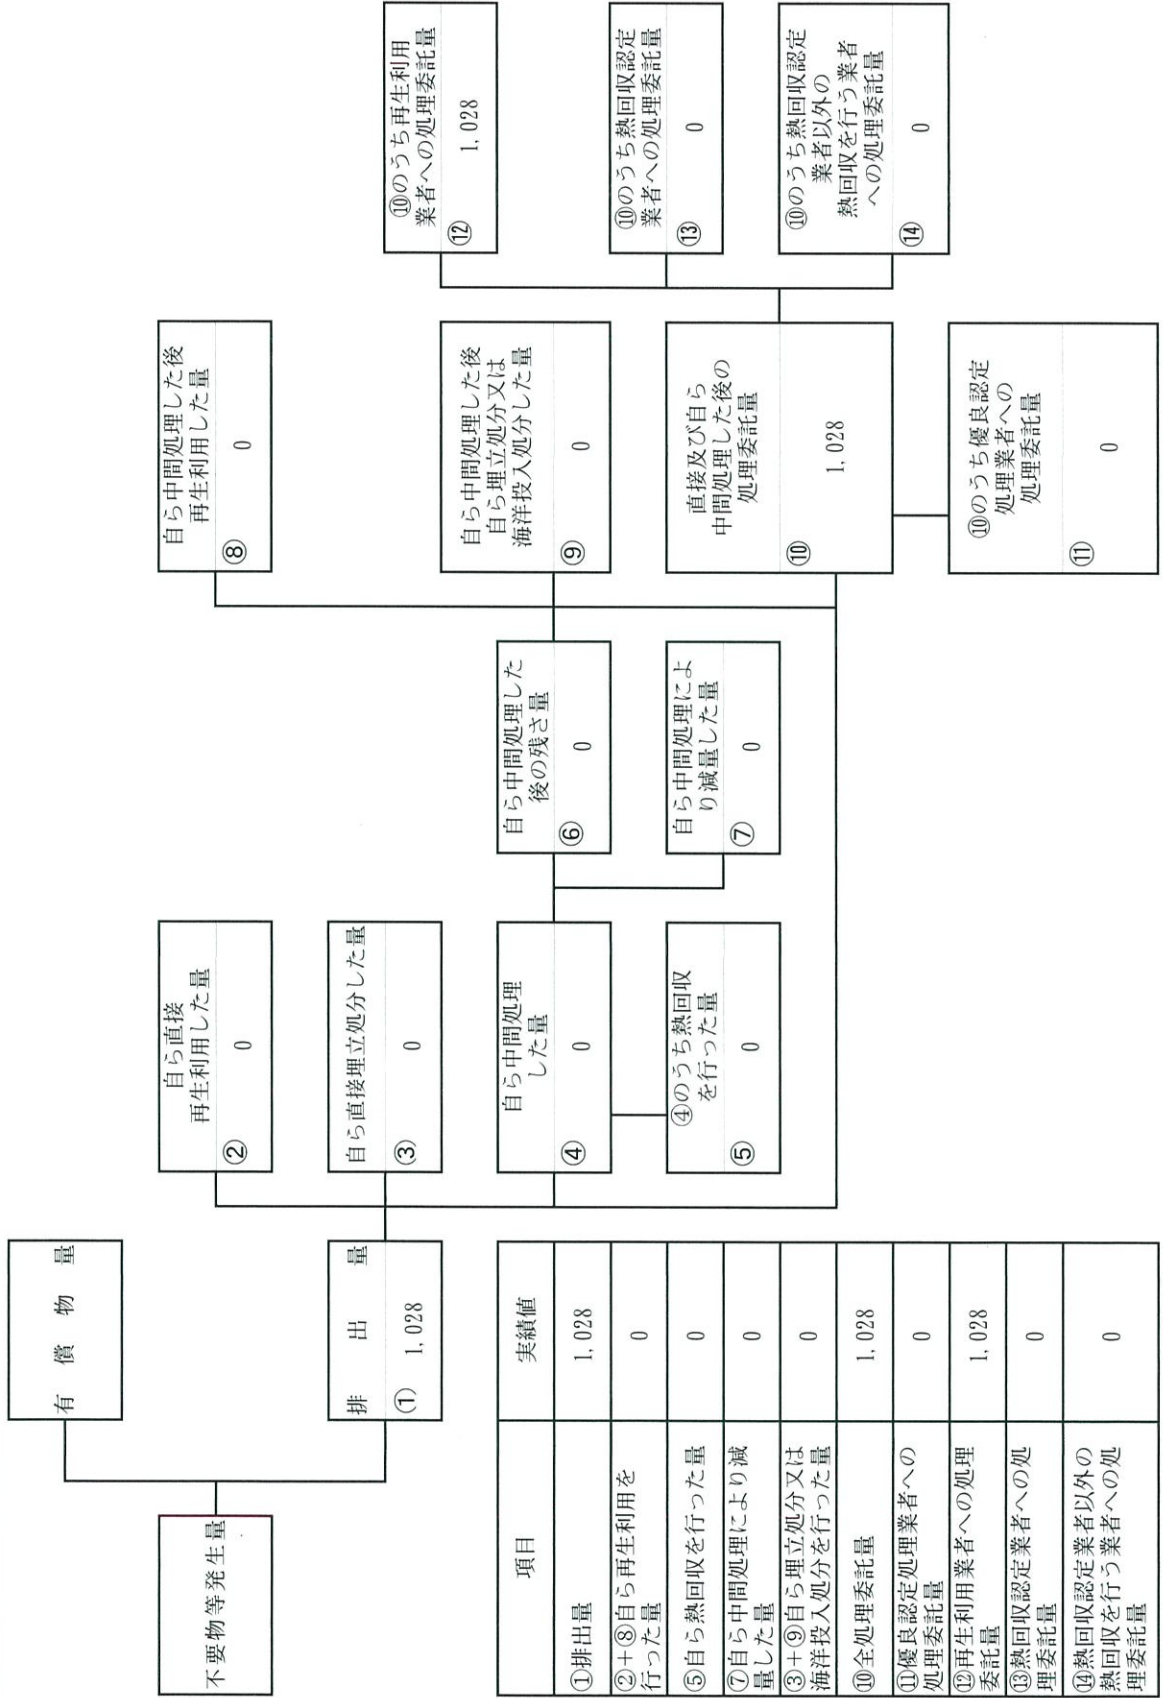 不要物等発生量
有償物量
排出量
① 1,028
自ら直接
再生利用した量
② 0
自ら直接埋立処分した量
③ 0
自ら中間処理
した量
④ 0
④のうち熱回収
を行った量
⑤ 0
自ら中間処理した
後の残さ量
⑥ 0
自ら中間処理によ
り減量した量
⑦ 0
自ら中間処理した後
再生利用した量
⑧ 0
自ら中間処理した後
自ら埋立処分又は
海洋投入処分した量
⑨ 0
直接及び自ら
中間処理した後の
処理委託量
⑩ 1,028
⑩のうち優良認定
処理業者への
処理委託量
⑪ 0
⑩のうち再生利用
業者への処理委託量
⑫ 1,028
⑩のうち熱回収認定
業者への処理委託量
⑬ 0
⑩のうち熱回収認定
業者以外の
熱回収を行う業者
への処理委託量
⑭ 0
項目 実績値
①排出量 1,028
②+⑧自ら再生利用を
行った量 0
⑤自ら熱回収を行った量 0
⑦自ら中間処理により減
量した量 0
③+⑨自ら埋立処分又は
海洋投入処分を行った量 0
⑩全処理委託量 1,028
⑪優良認定処理業者への
処理委託量 0
⑫再生利用業者への処理
委託量 1,028
⑬熱回収認定業者への処
理委託量 0
⑭熱回収認定業者以外の
熱回収を行う業者への処
理委託量 0